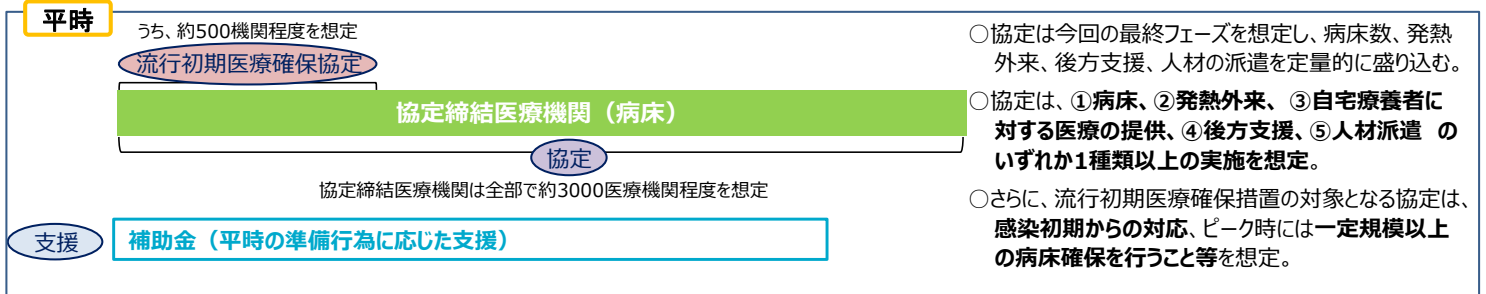 平時
うち、約500機関程度を想定
流行初期医療確保協定
協定締結医療機関（病床）
協定
協定締結医療機関は全部で約3000医療機関程度を想定
支援
補助金（平時の準備行為に応じた支援）
○協定は今回の最終フェーズを想定し、病床数、発熱
外来、後方支援、人材の派遣を定量的に盛り込む。
○協定は、①病床、②発熱外来、 ③自宅療養者に
対する医療の提供、④後方支援、⑤人材派遣 の
いずれか1種類以上の実施を想定。
○さらに、流行初期医療確保措置の対象となる協定は、
感染初期からの対応、ピーク時には一定規模以上
の病床確保を行うこと等を想定。